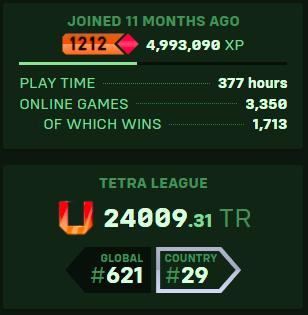 JOINED 11 MONTHS AGO
1212 4,993,090 XP
PLAY TIME 377 hours
ONLINE GAMES 3,350
OF WHICH WINS 1,713
TETRA LEAGUE
U 24009.31 TR
GLOBAL COUNTRY
#621 #29